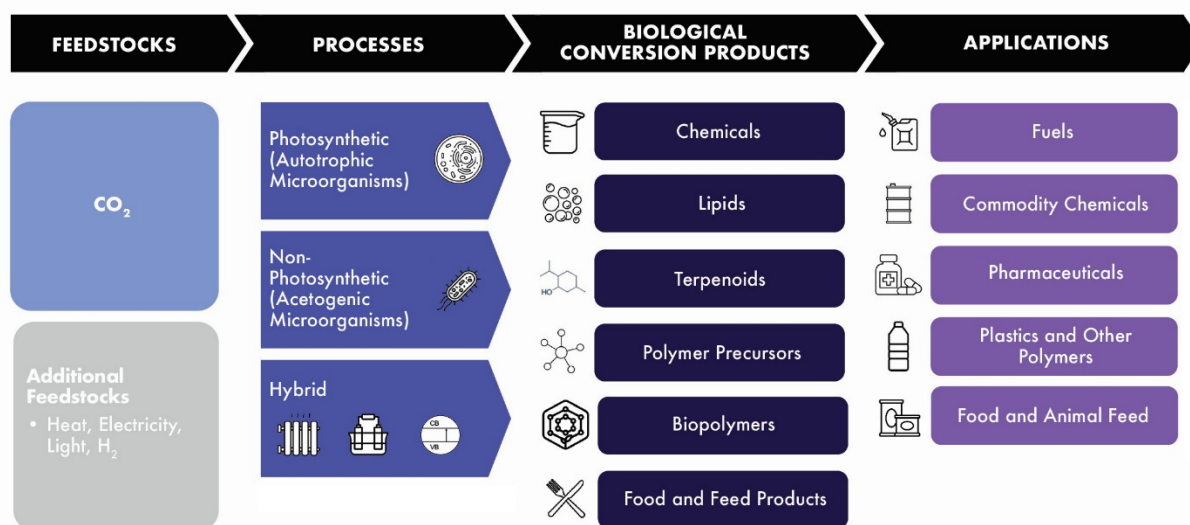 FEEDSTOCKS
PROCESSES
BIOLOGICAL
CONVERSION PRODUCTS
APPLICATIONS
CO₂
Additional
Feedstocks
• Heat, Electricity,
Light, H₂
Photosynthetic
(Autotrophic
Microorganisms)
Non-
Photosynthetic
(Acetogenic
Microorganisms)
Hybrid
CB
VB
Chemicals
Lipids
HO
Terpenoids
Polymer Precursors
Biopolymers
Food and Feed Products
Fuels
Commodity Chemicals
Pharmaceuticals
Plastics and Other
Polymers
Food and Animal Feed